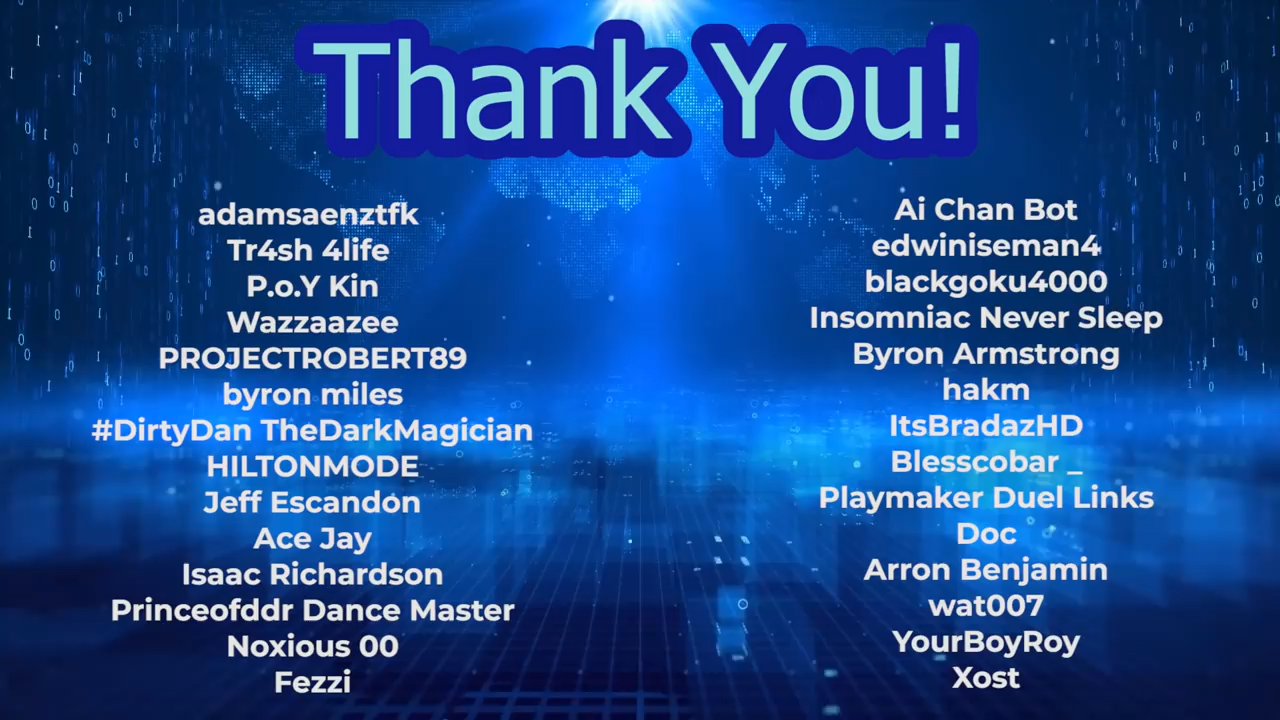 Thank You!
adamsaenztfk
Tr4sh 4life
P.o.Y Kin
Wazzaazee
PROJECTROBERT89
byron miles
#DirtyDan TheDarkMagician
HILTONMODE
Jeff Escandon
Ace Jay
Isaac Richardson
Princeofddr Dance Master
Noxious 00
Fezzi
Ai Chan Bot
edwiniseman4
blackgoku4000
Insomniac Never Sleep
Byron Armstrong
hakm
ItsBradazHD
Blesscobar _
Playmaker Duel Links
Doc
Arron Benjamin
wat007
YourBoyRoy
Xost